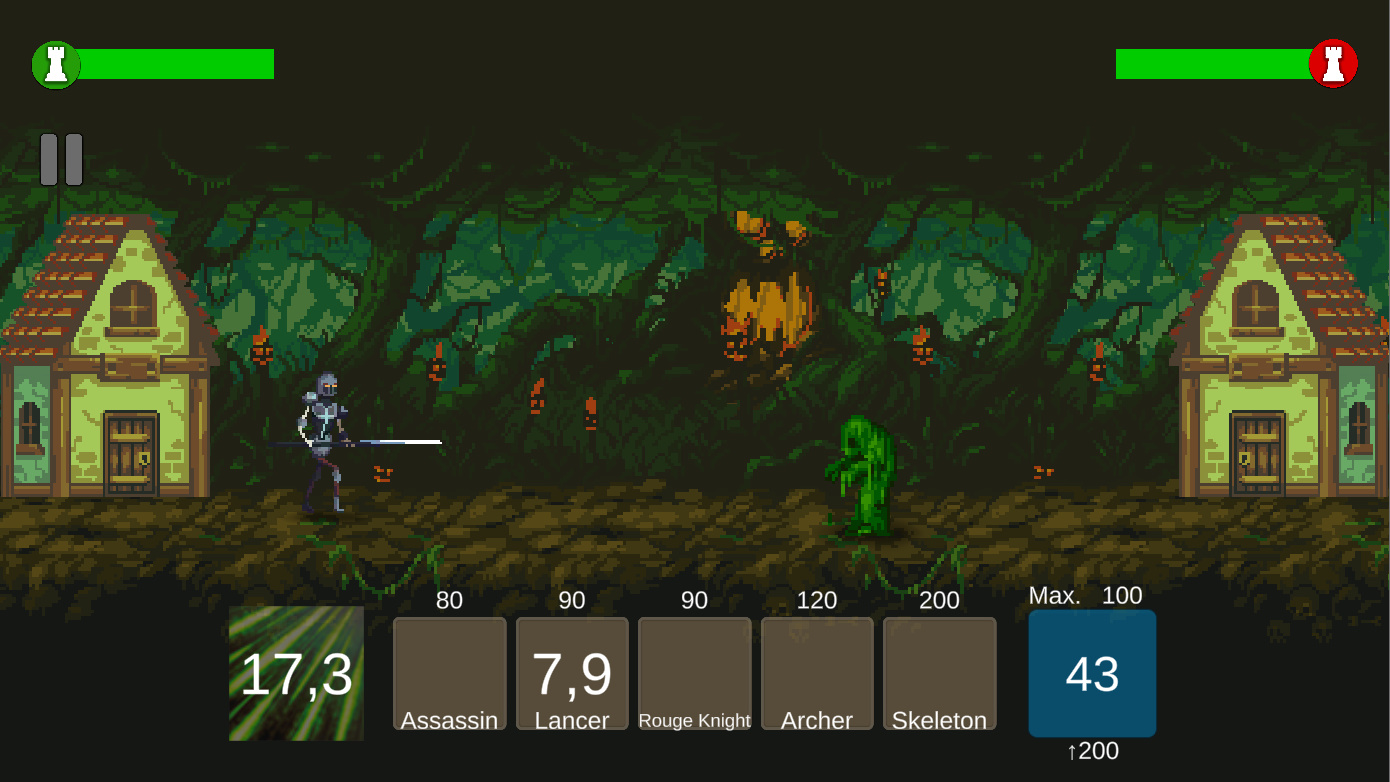 80 90 90 120 200 Max. 100
17,3 7,9 43
Assassin Lancer Rouge Knight Archer Skeleton
↑200